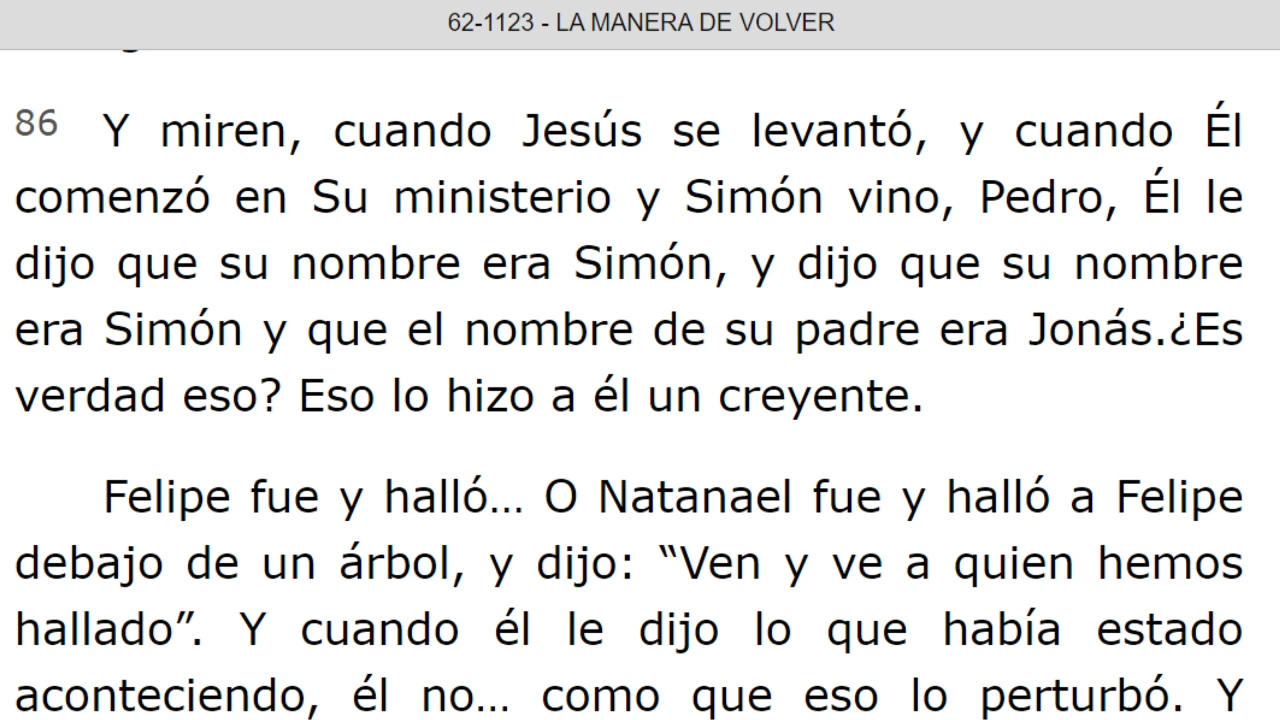 62-1123 - LA MANERA DE VOLVER
86 Y miren, cuando Jesús se levantó, y cuando Él
comenzó en Su ministerio y Simón vino, Pedro, Él le
dijo que su nombre era Simón, y dijo que su nombre
era Simón y que el nombre de su padre era Jonás.¿Es
verdad eso? Eso lo hizo a él un creyente.
Felipe fue y halló... O Natanael fue y halló a Felipe
debajo de un árbol, y dijo: “Ven y ve a quien hemos
hallado”. Y cuando él le dijo lo que había estado
aconteciendo, él no... como que eso lo perturbó. Y